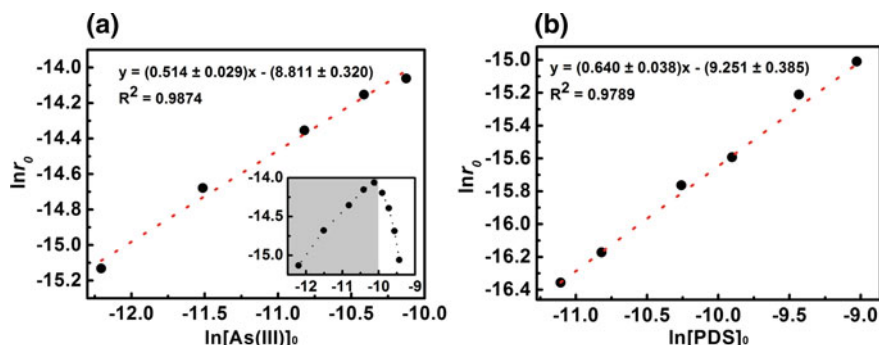 (a)
y = (0.514 ± 0.029)x - (8.811 ± 0.320)
R² = 0.9874
lnr₀
-14.0
-14.2
-14.4
-14.6
-14.8
-15.0
-15.2
-12.0 -11.5 -11.0 -10.5 -10.0
ln[As(III)]₀
-14.0
-14.5
-15.0
-12 -11 -10 -9
(b)
y = (0.640 ± 0.038)x - (9.251 ± 0.385)
R² = 0.9789
lnr₀
-15.0
-15.2
-15.6
-15.8
-16.0
-16.2
-16.4
-11.0 -10.5 -10.0 -9.5 -9.0
ln[PDS]₀